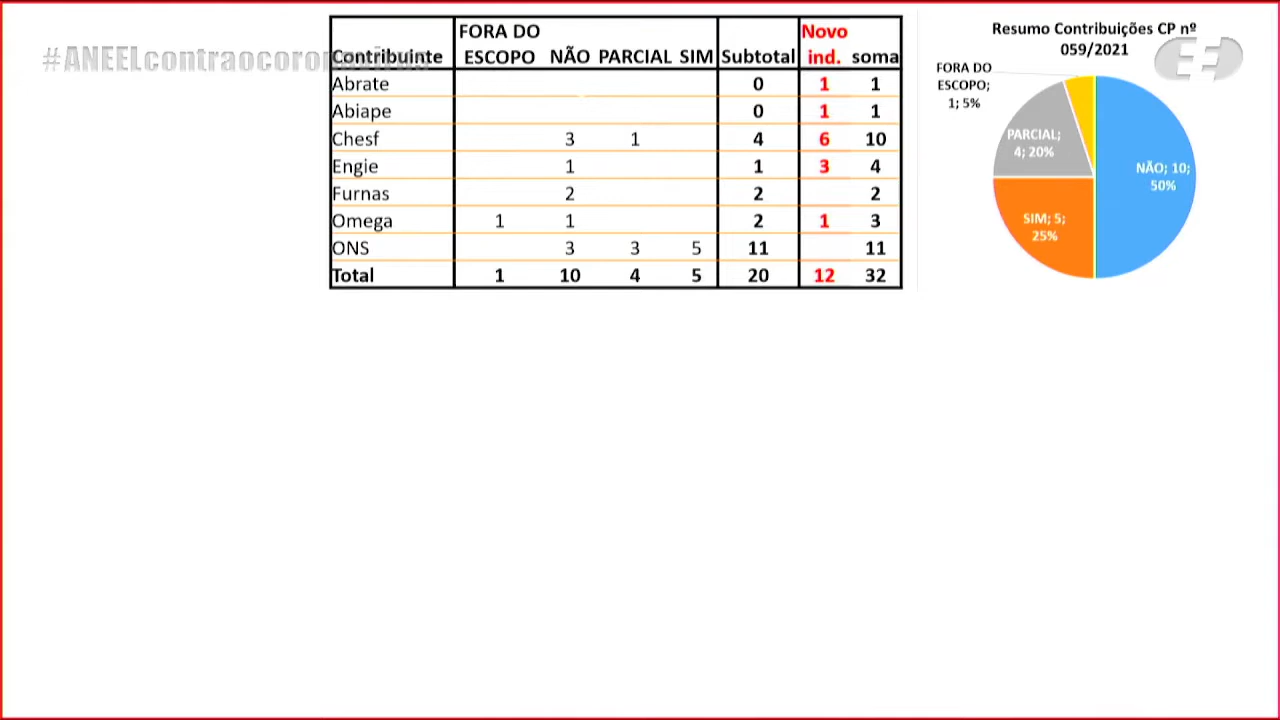 #ANEELcontraocoronavírus
FORA DO Novo
Contribuinte ESCOPO NÃO PARCIAL SIM Subtotal ind. soma
Abrate 0 1 1
Abiape 0 1 1
Chesf 3 1 4 6 10
Engie 1 1 3 4
Furnas 2 2 2
Omega 1 1 2 1 3
ONS 3 3 5 11 11
Total 1 10 4 5 20 12 32
Resumo Contribuições CP nº
059/2021
FORA DO
ESCOPO;
1; 5%
PARCIAL;
4; 20%
NÃO; 10;
50%
SIM; 5;
25%